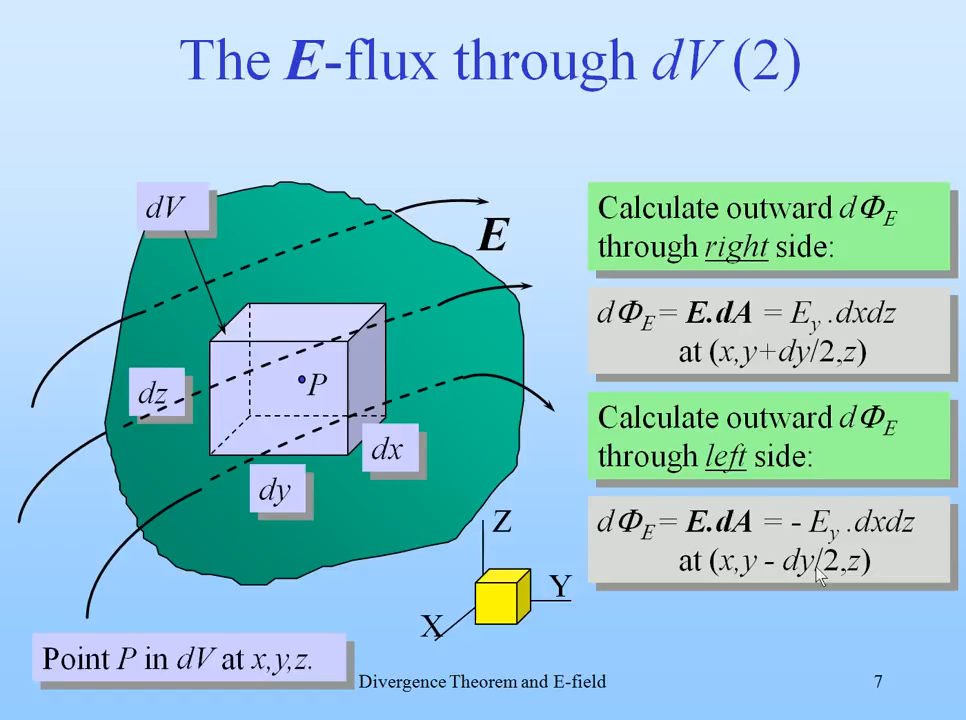 The E-flux through dV (2)
dV
E
Calculate outward dΦE
through right side:
dΦE = E.dA = Ey .dxdz
at (x,y+dy/2,z)
P
dz
dx
dy
Calculate outward dΦE
through left side:
dΦE = E.dA = - Ey .dxdz
at (x,y - dy/2,z)
Z
Y
X
Point P in dV at x,y,z.
Divergence Theorem and E-field
7